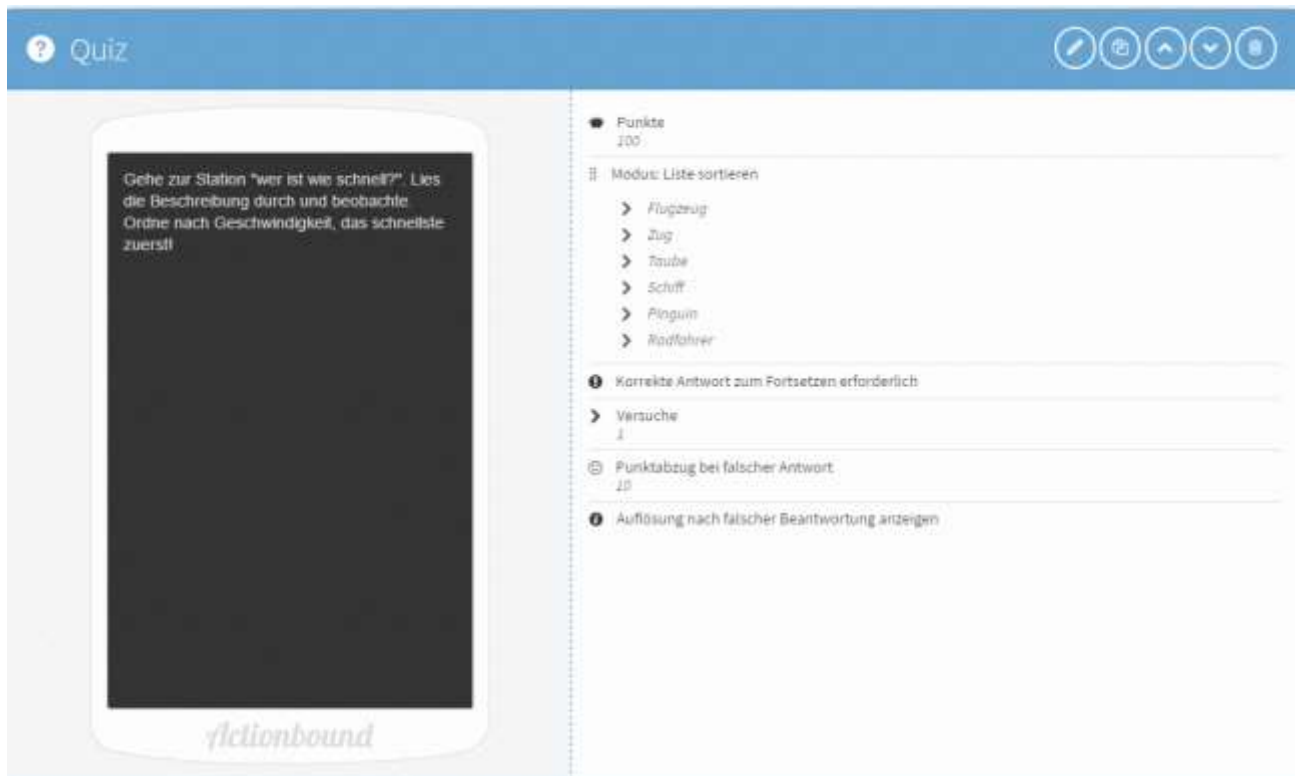 Quiz
Gehe zur Station "wer ist wie schnell?". Lies
die Beschreibung durch und beobachte.
Ordne nach Geschwindigkeit, das schnellste
zuerst!
Actionbound
Punkte
100
Modus: Liste sortieren
Flugzeug
Zug
Taube
Schiff
Pinguin
Radfahrer
Korrekte Antwort zum Fortsetzen erforderlich
Versuche
1
Punktabzug bei falscher Antwort
10
Auflösung nach falscher Beantwortung anzeigen